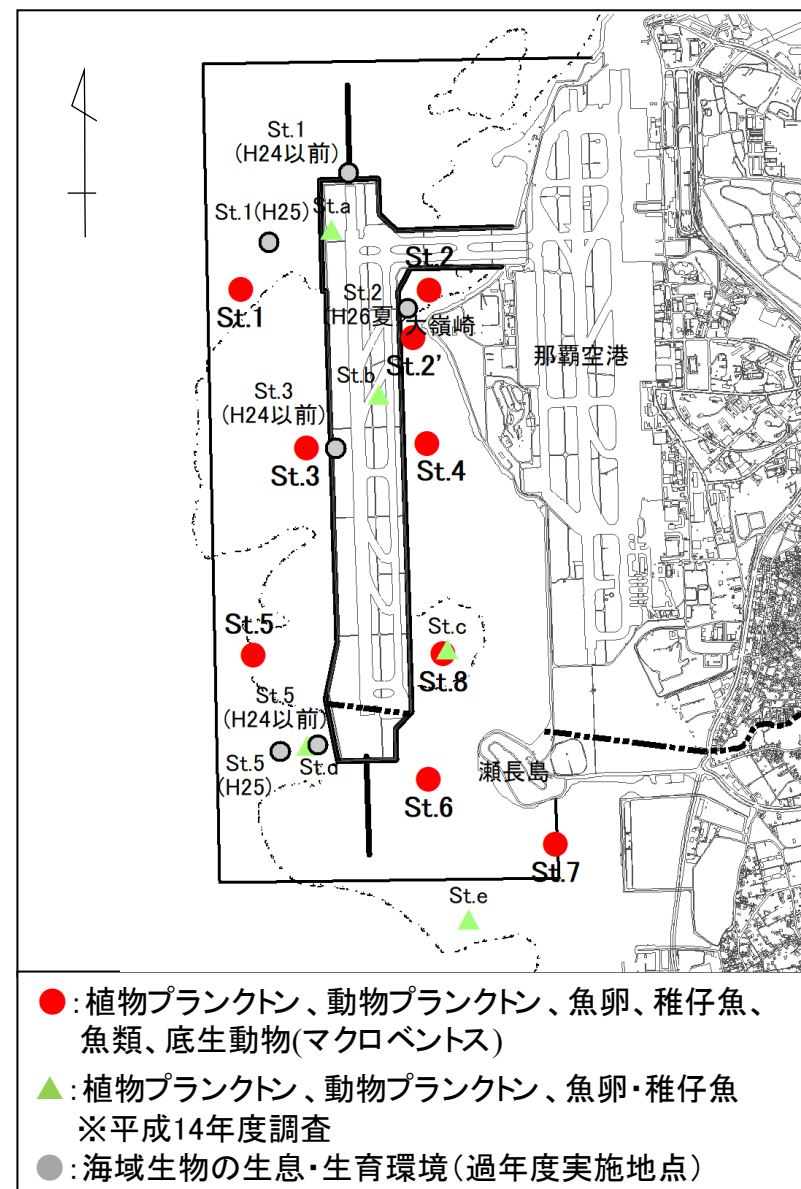 St.1
(H24以前)
St.1(H25)
St.a
St.1
St.2
St.2
(H26夏)
大嶺崎
St.2'
那覇空港
St.b
St.3
(H24以前)
St.3
St.4
St.5
St.c
St.8
St.5
(H24以前)
St.5
(H25)
St.d
瀬長島
St.6
St.7
St.e
●:植物プランクトン、動物プランクトン、魚卵、稚仔魚、
魚類、底生動物(マクロベントス)
▲:植物プランクトン、動物プランクトン、魚卵・稚仔魚
※平成14年度調査
●:海域生物の生息・生育環境(過年度実施地点)